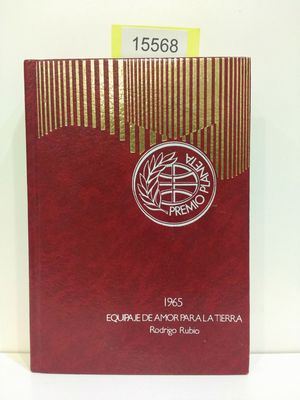 15568
PREMIO PLANETA
1965
EQUIPAJE DE AMOR PARA LA TIERRA
Rodrigo Rubio